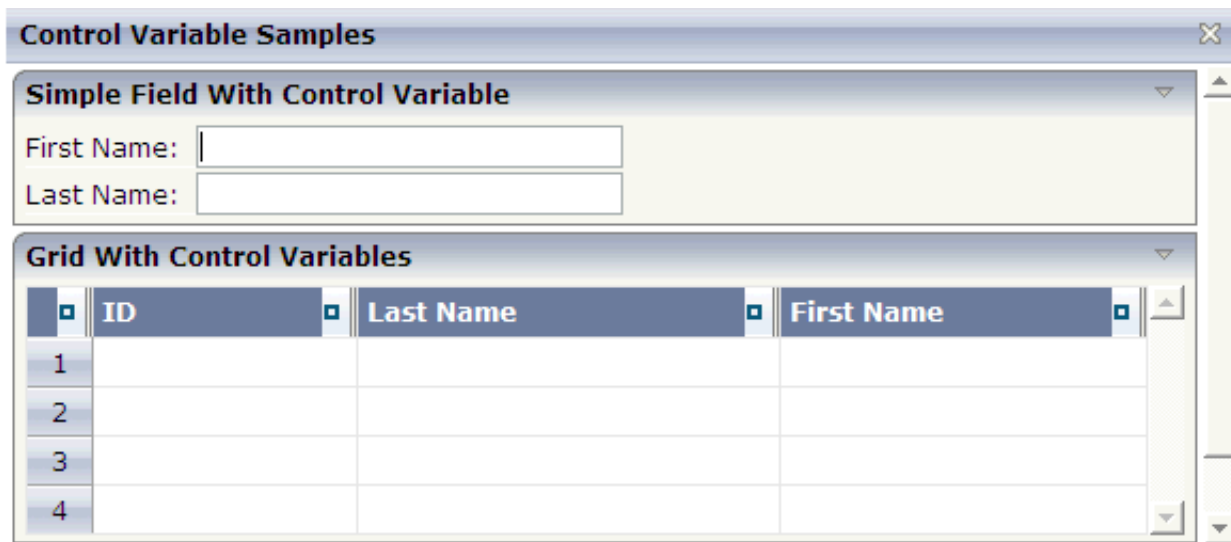 Control Variable Samples
Simple Field With Control Variable
First Name:
Last Name:
Grid With Control Variables
ID Last Name First Name
1
2
3
4